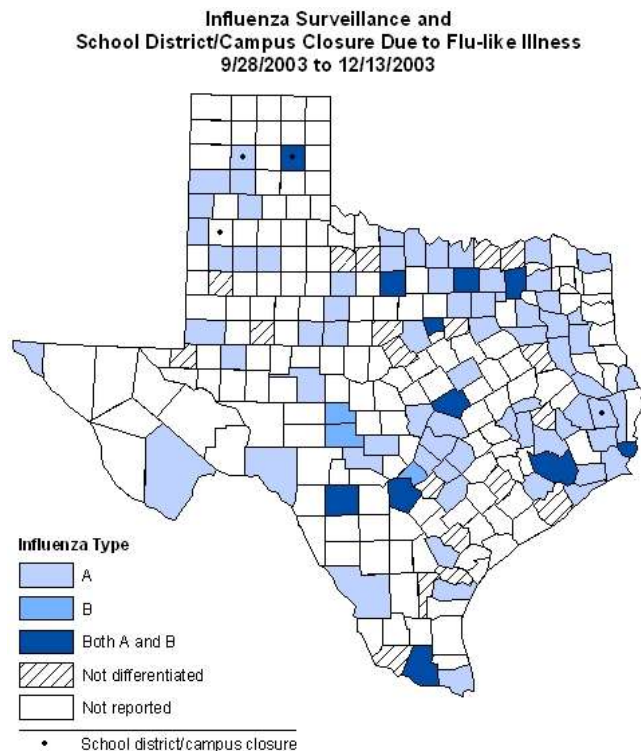 Influenza Surveillance and
School District/Campus Closure Due to Flu-like Illness
9/28/2003 to 12/13/2003
Influenza Type
A
B
Both A and B
Not differentiated
Not reported
School district/campus closure